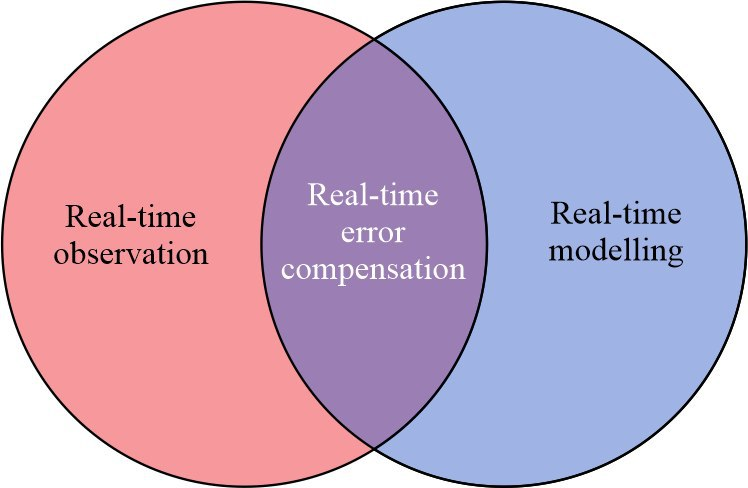 Real-time
observation
Real-time
error
compensation
Real-time
modelling